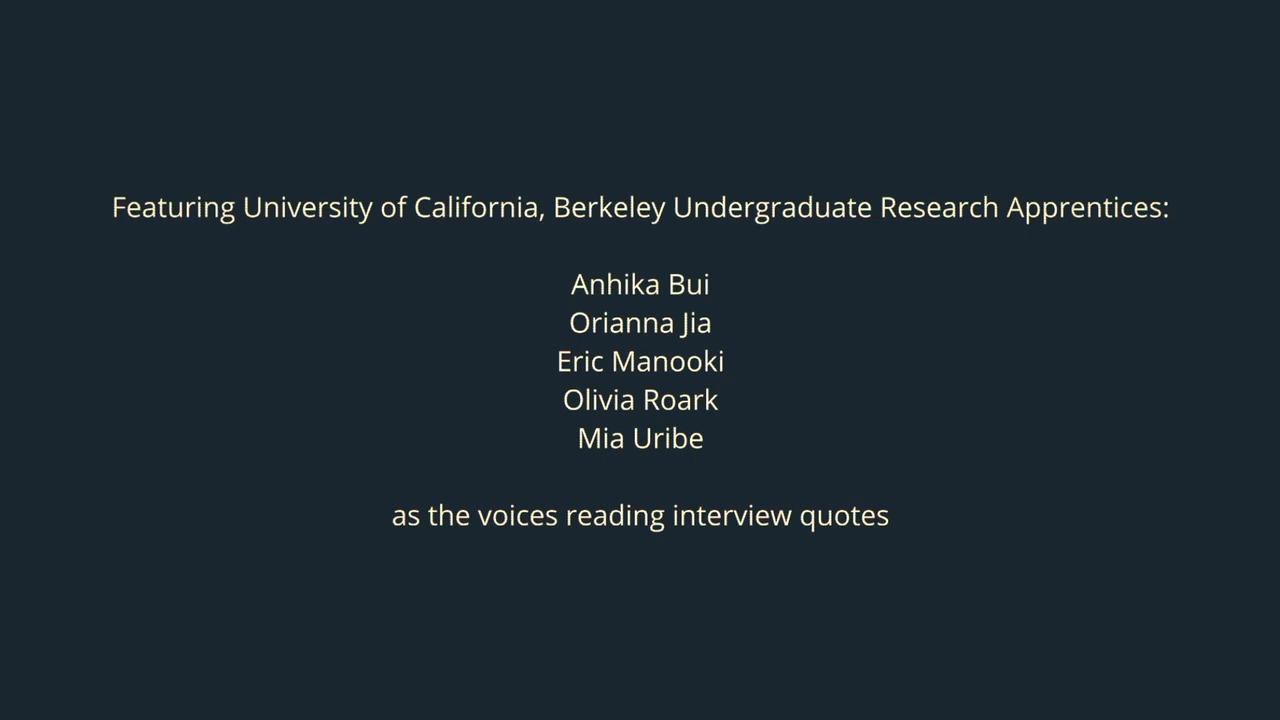 Featuring University of California, Berkeley Undergraduate Research Apprentices:
Anhika Bui
Orianna Jia
Eric Manooki
Olivia Roark
Mia Uribe
as the voices reading interview quotes